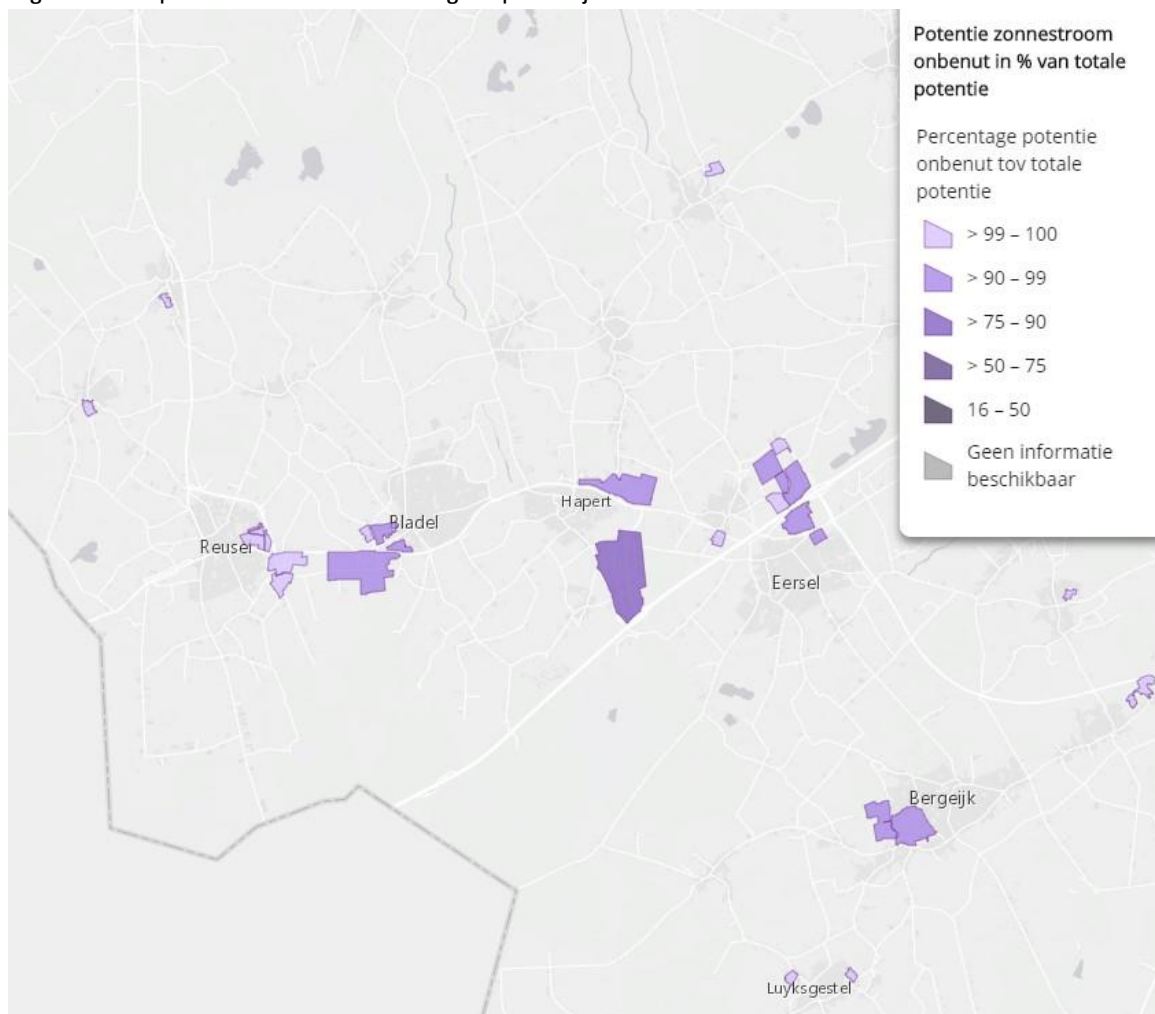 Potentie zonnestroom
onbenut in % van totale
potentie
Percentage potentie
onbenut tov totale
potentie
> 99 – 100
> 90 – 99
> 75 – 90
> 50 – 75
16 – 50
Geen informatie
beschikbaar
Hapert
Bladel
Reusel
Eersel
Bergeijk
Luyksgestel